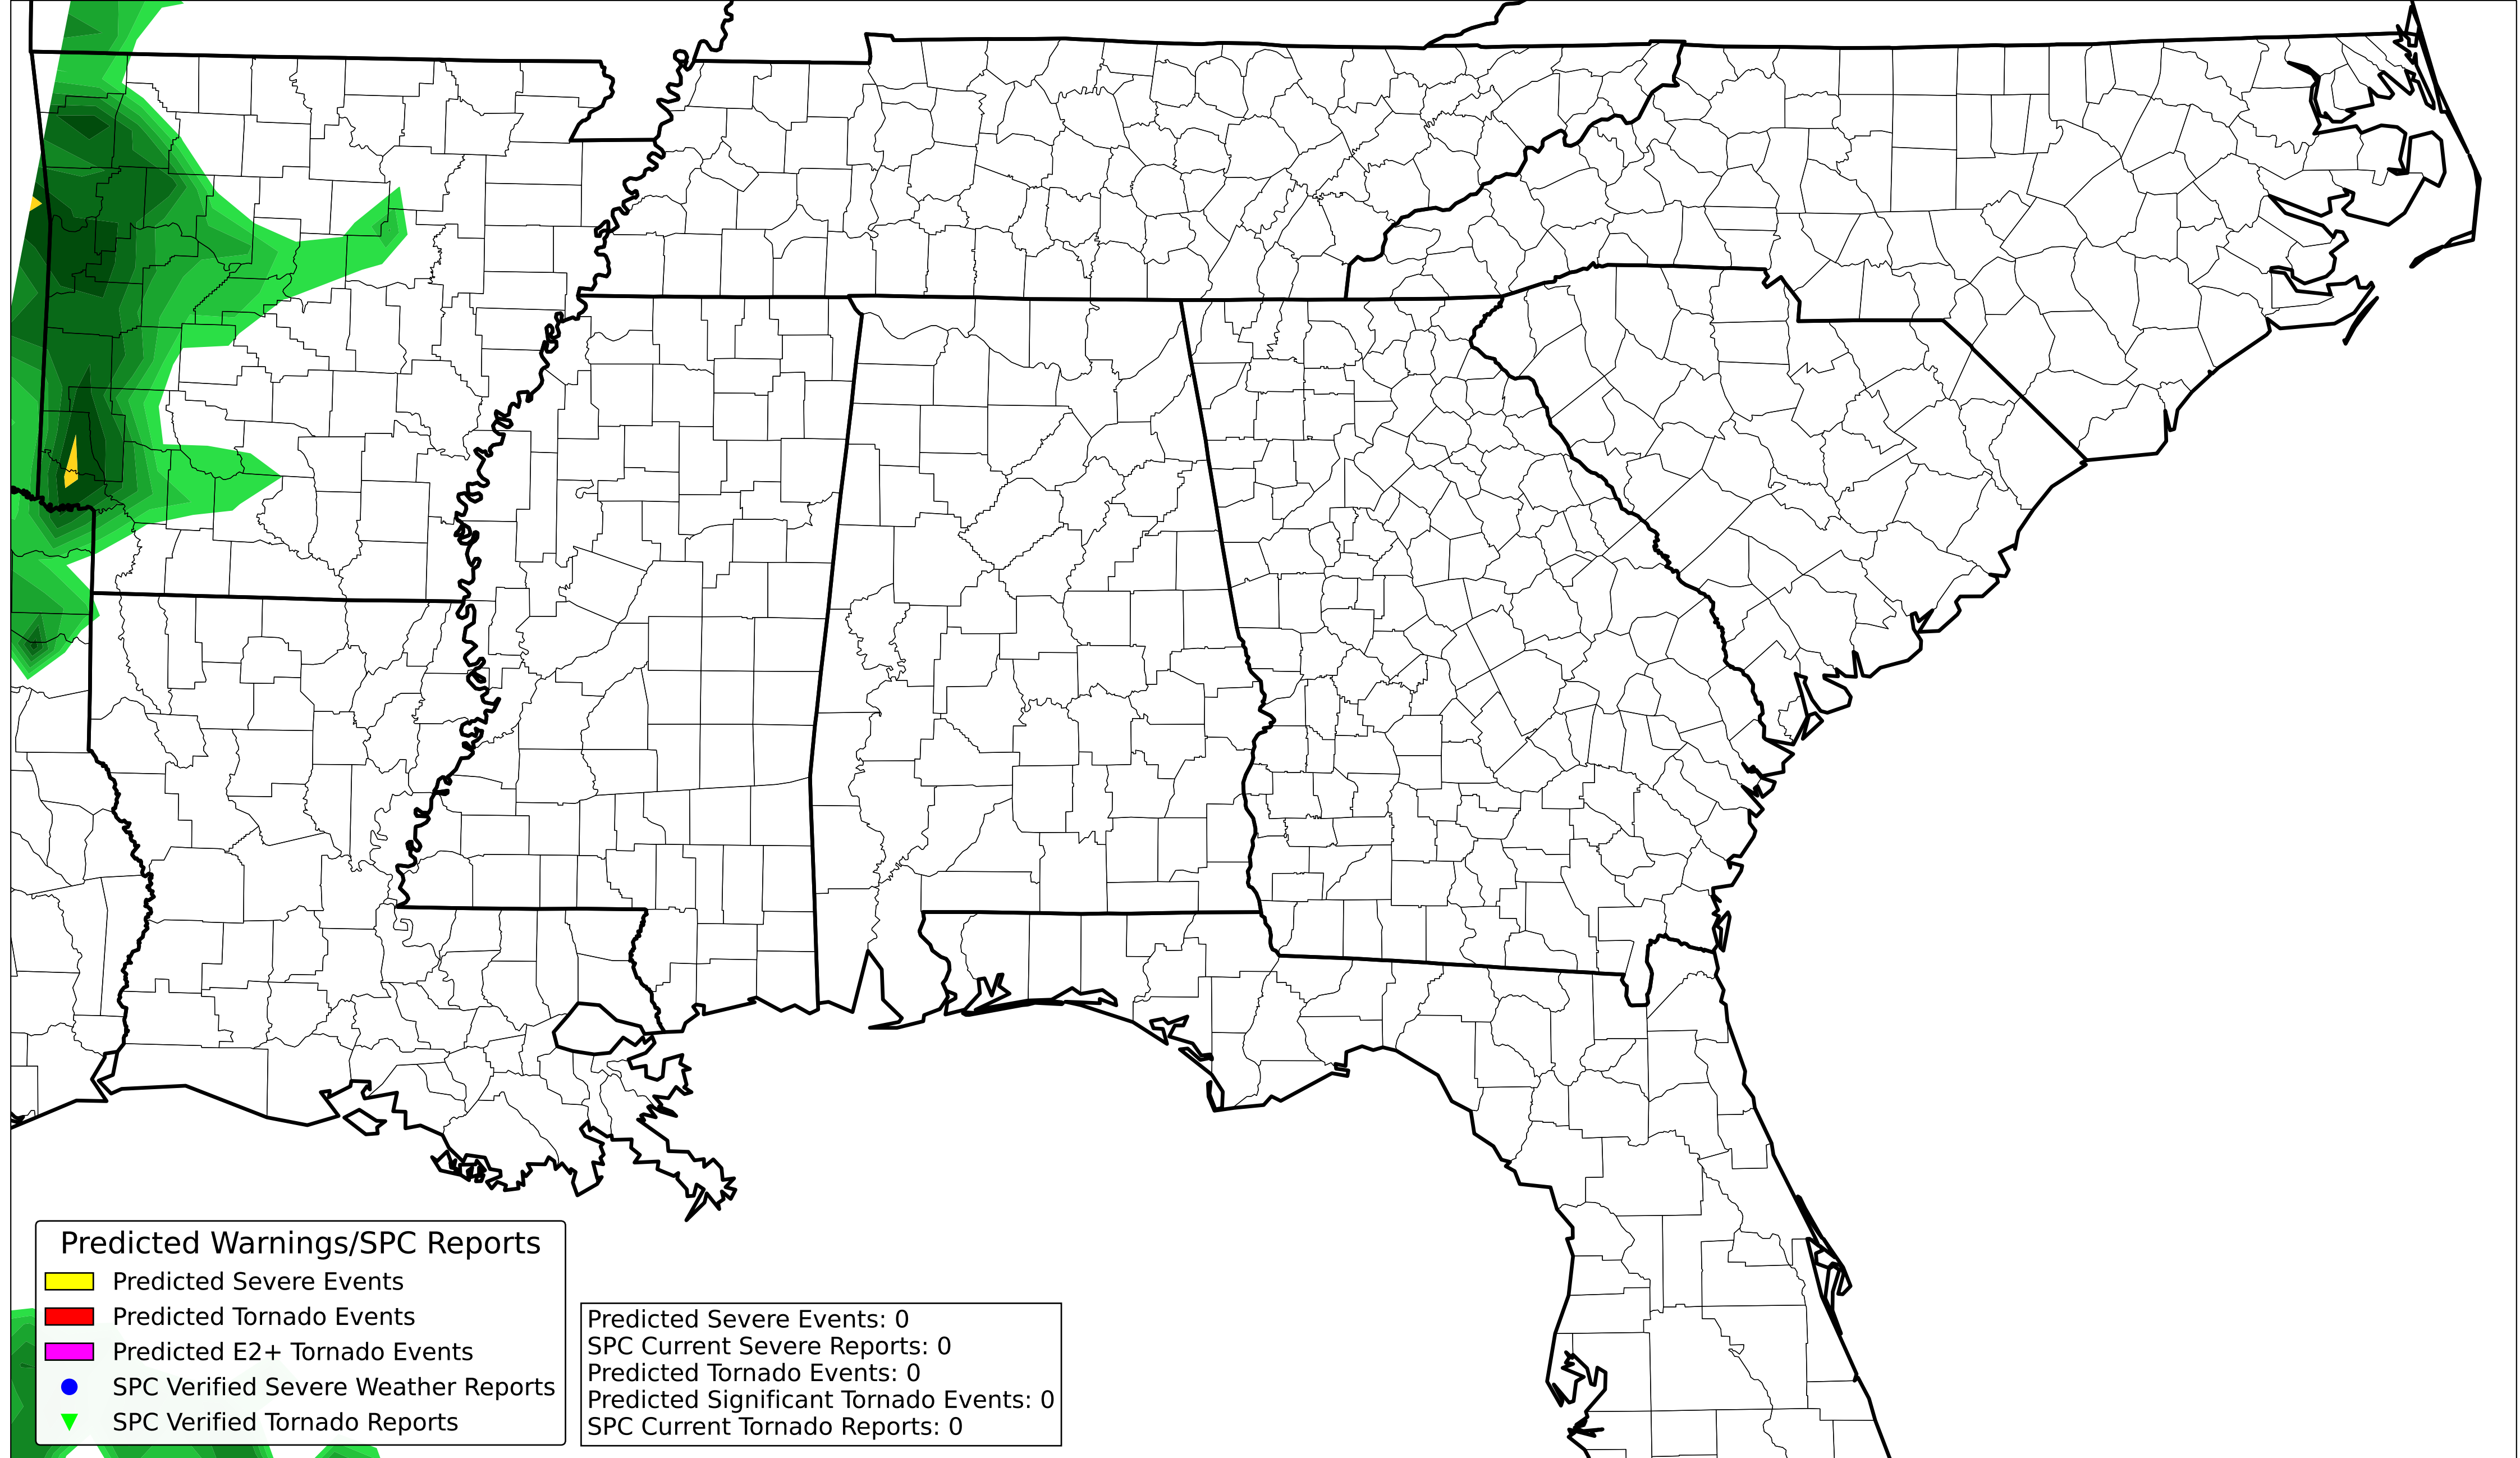 Predicted Warnings/SPC Reports
Predicted Severe Events
Predicted Tornado Events
Predicted E2+ Tornado Events
SPC Verified Severe Weather Reports
SPC Verified Tornado Reports
Predicted Severe Events: 0
SPC Current Severe Reports: 0
Predicted Tornado Events: 0
Predicted Significant Tornado Events: 0
SPC Current Tornado Reports: 0